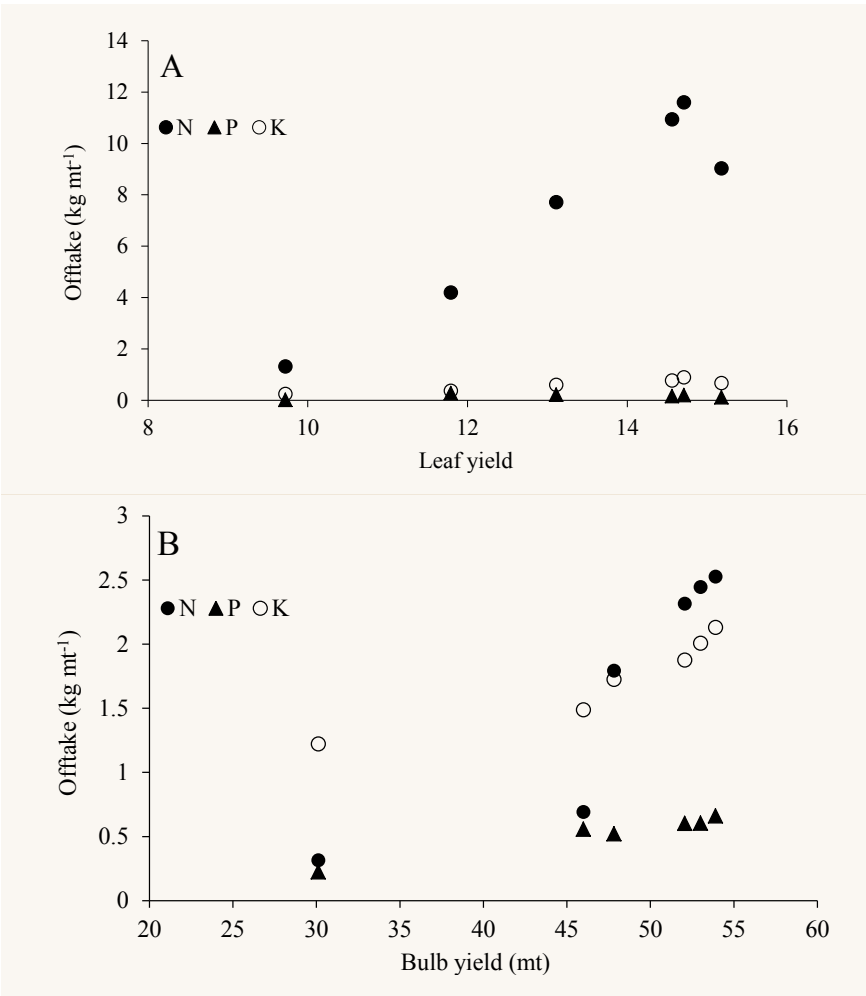 14
A
12
● N ▲ P ○ K
10
8
6
4
2
0
Offtake (kg mt⁻¹)
8 10 12 14 16
Leaf yield
3
B
2.5
● N ▲ P ○ K
2
1.5
1
0.5
0
Offtake (kg mt⁻¹)
20 25 30 35 40 45 50 55 60
Bulb yield (mt)